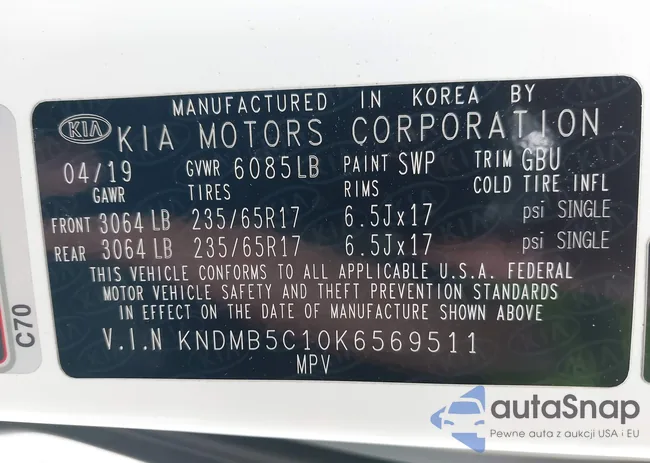 MANUFACTURED IN KOREA BY
KIA KIA MOTORS CORPORATION
04/19 GVWR 6085LB PAINT SWP TRIM GBU
GAWR TIRES RIMS COLD TIRE INFL
FRONT 3064 LB 235/65R17 6.5Jx17 psi SINGLE
REAR 3064 LB 235/65R17 6.5Jx17 psi SINGLE
THIS VEHICLE CONFORMS TO ALL APPLICABLE U.S.A. FEDERAL
MOTOR VEHICLE SAFETY AND THEFT PREVENTION STANDARDS
IN EFFECT ON THE DATE OF MANUFACTURE SHOWN ABOVE
V.I.N KNDMB5C10K6569511
MPV
C70
autaSnap
Pewne auta z aukcji USA i EU